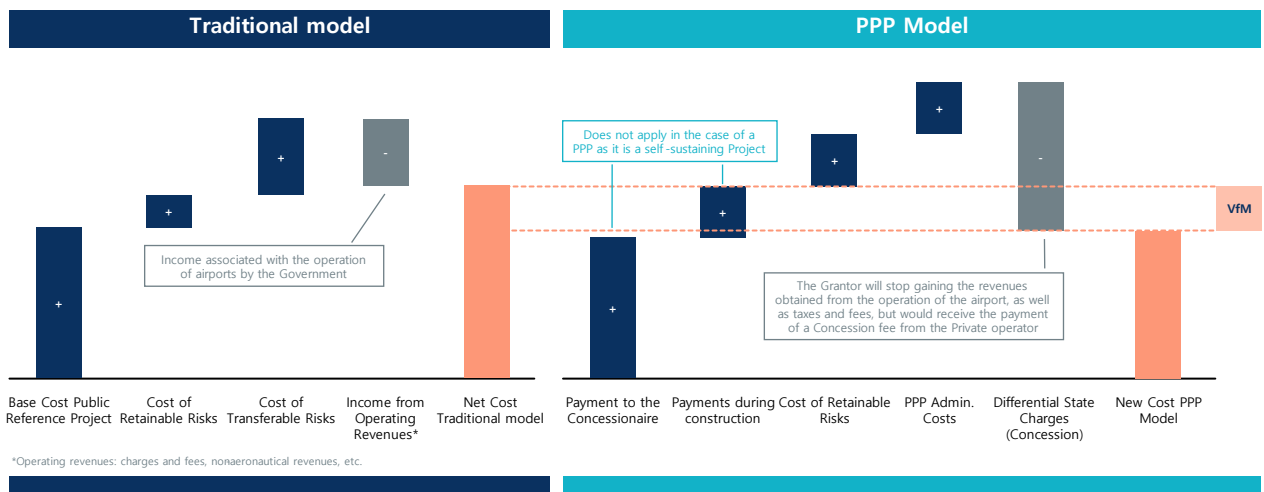 Traditional model
PPP Model
+
+
+
-
Income associated with the operation
of airports by the Government
Does not apply in the case of a
PPP as it is a self-sustaining Project
+
+
+
+
-
VfM
The Grantor will stop gaining the revenues
obtained from the operation of the airport, as well
as taxes and fees, but would receive the payment
of a Concession fee from the Private operator
Base Cost Public
Reference Project
Cost of
Retainable Risks
Cost of
Transferable Risks
Income from
Operating
Revenues*
Net Cost
Traditional model
Payment to the
Concessionaire
Payments during
construction
Cost of Retainable
Risks
PPP Admin.
Costs
Differential State
Charges
(Concession)
New Cost PPP
Model
*Operating revenues: charges and fees, non-aeronautical revenues, etc.